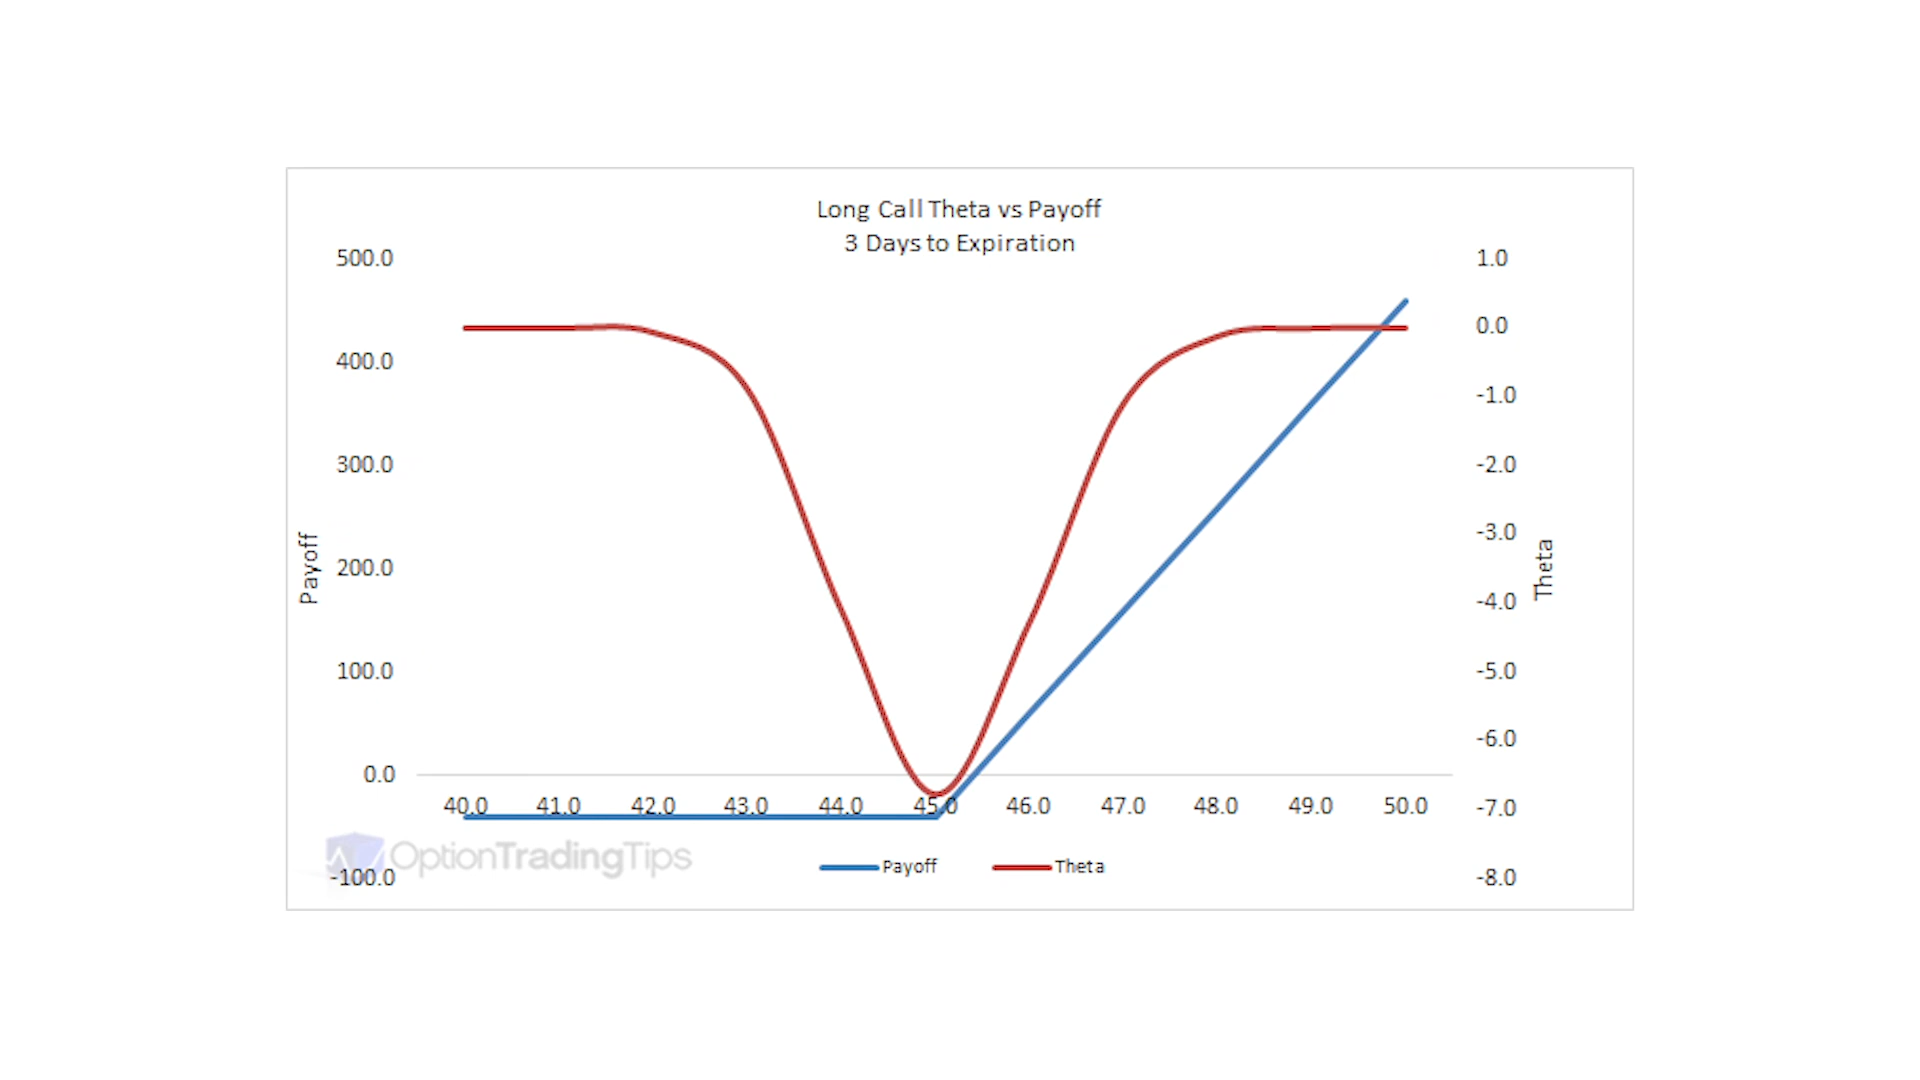 Long Call Theta vs Payoff
3 Days to Expiration
500.0
400.0
300.0
200.0
100.0
0.0
-100.0
Payoff
1.0
0.0
-1.0
-2.0
-3.0
-4.0
-5.0
-6.0
-7.0
-8.0
Theta
40.0 41.0 42.0 43.0 44.0 45.0 46.0 47.0 48.0 49.0 50.0
OptionTradingTips
Payoff Theta